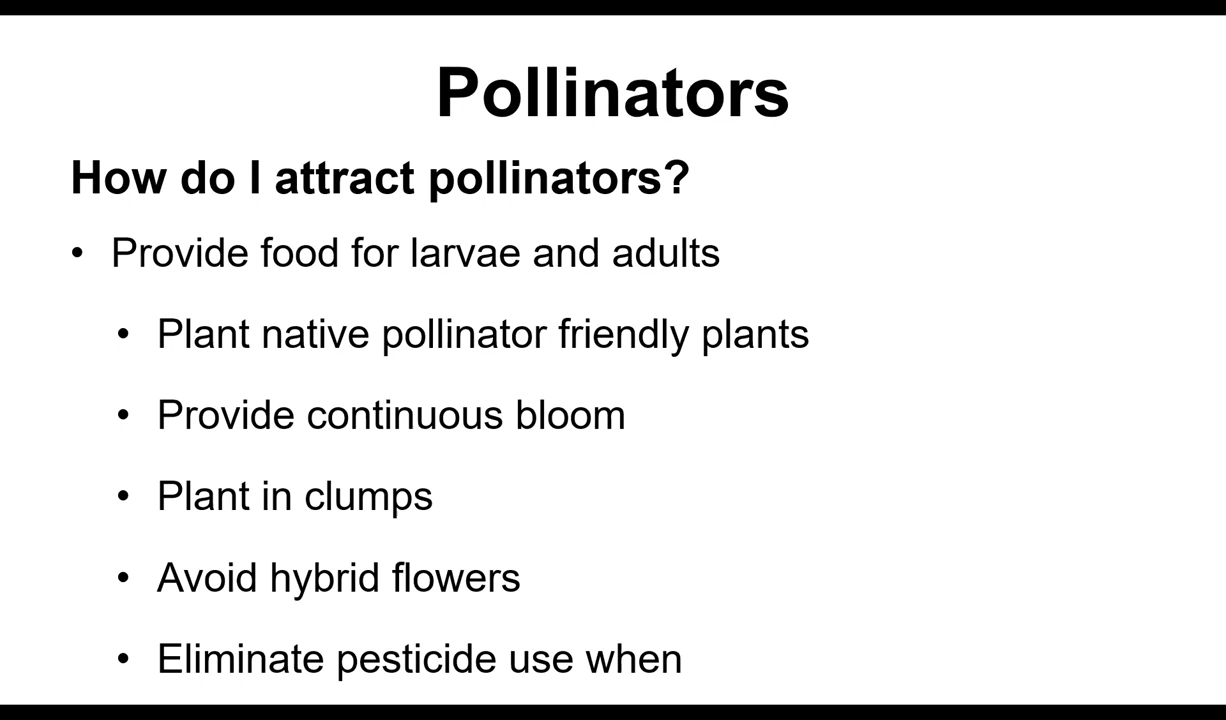 Pollinators
How do I attract pollinators?
• Provide food for larvae and adults
• Plant native pollinator friendly plants
• Provide continuous bloom
• Plant in clumps
• Avoid hybrid flowers
• Eliminate pesticide use when